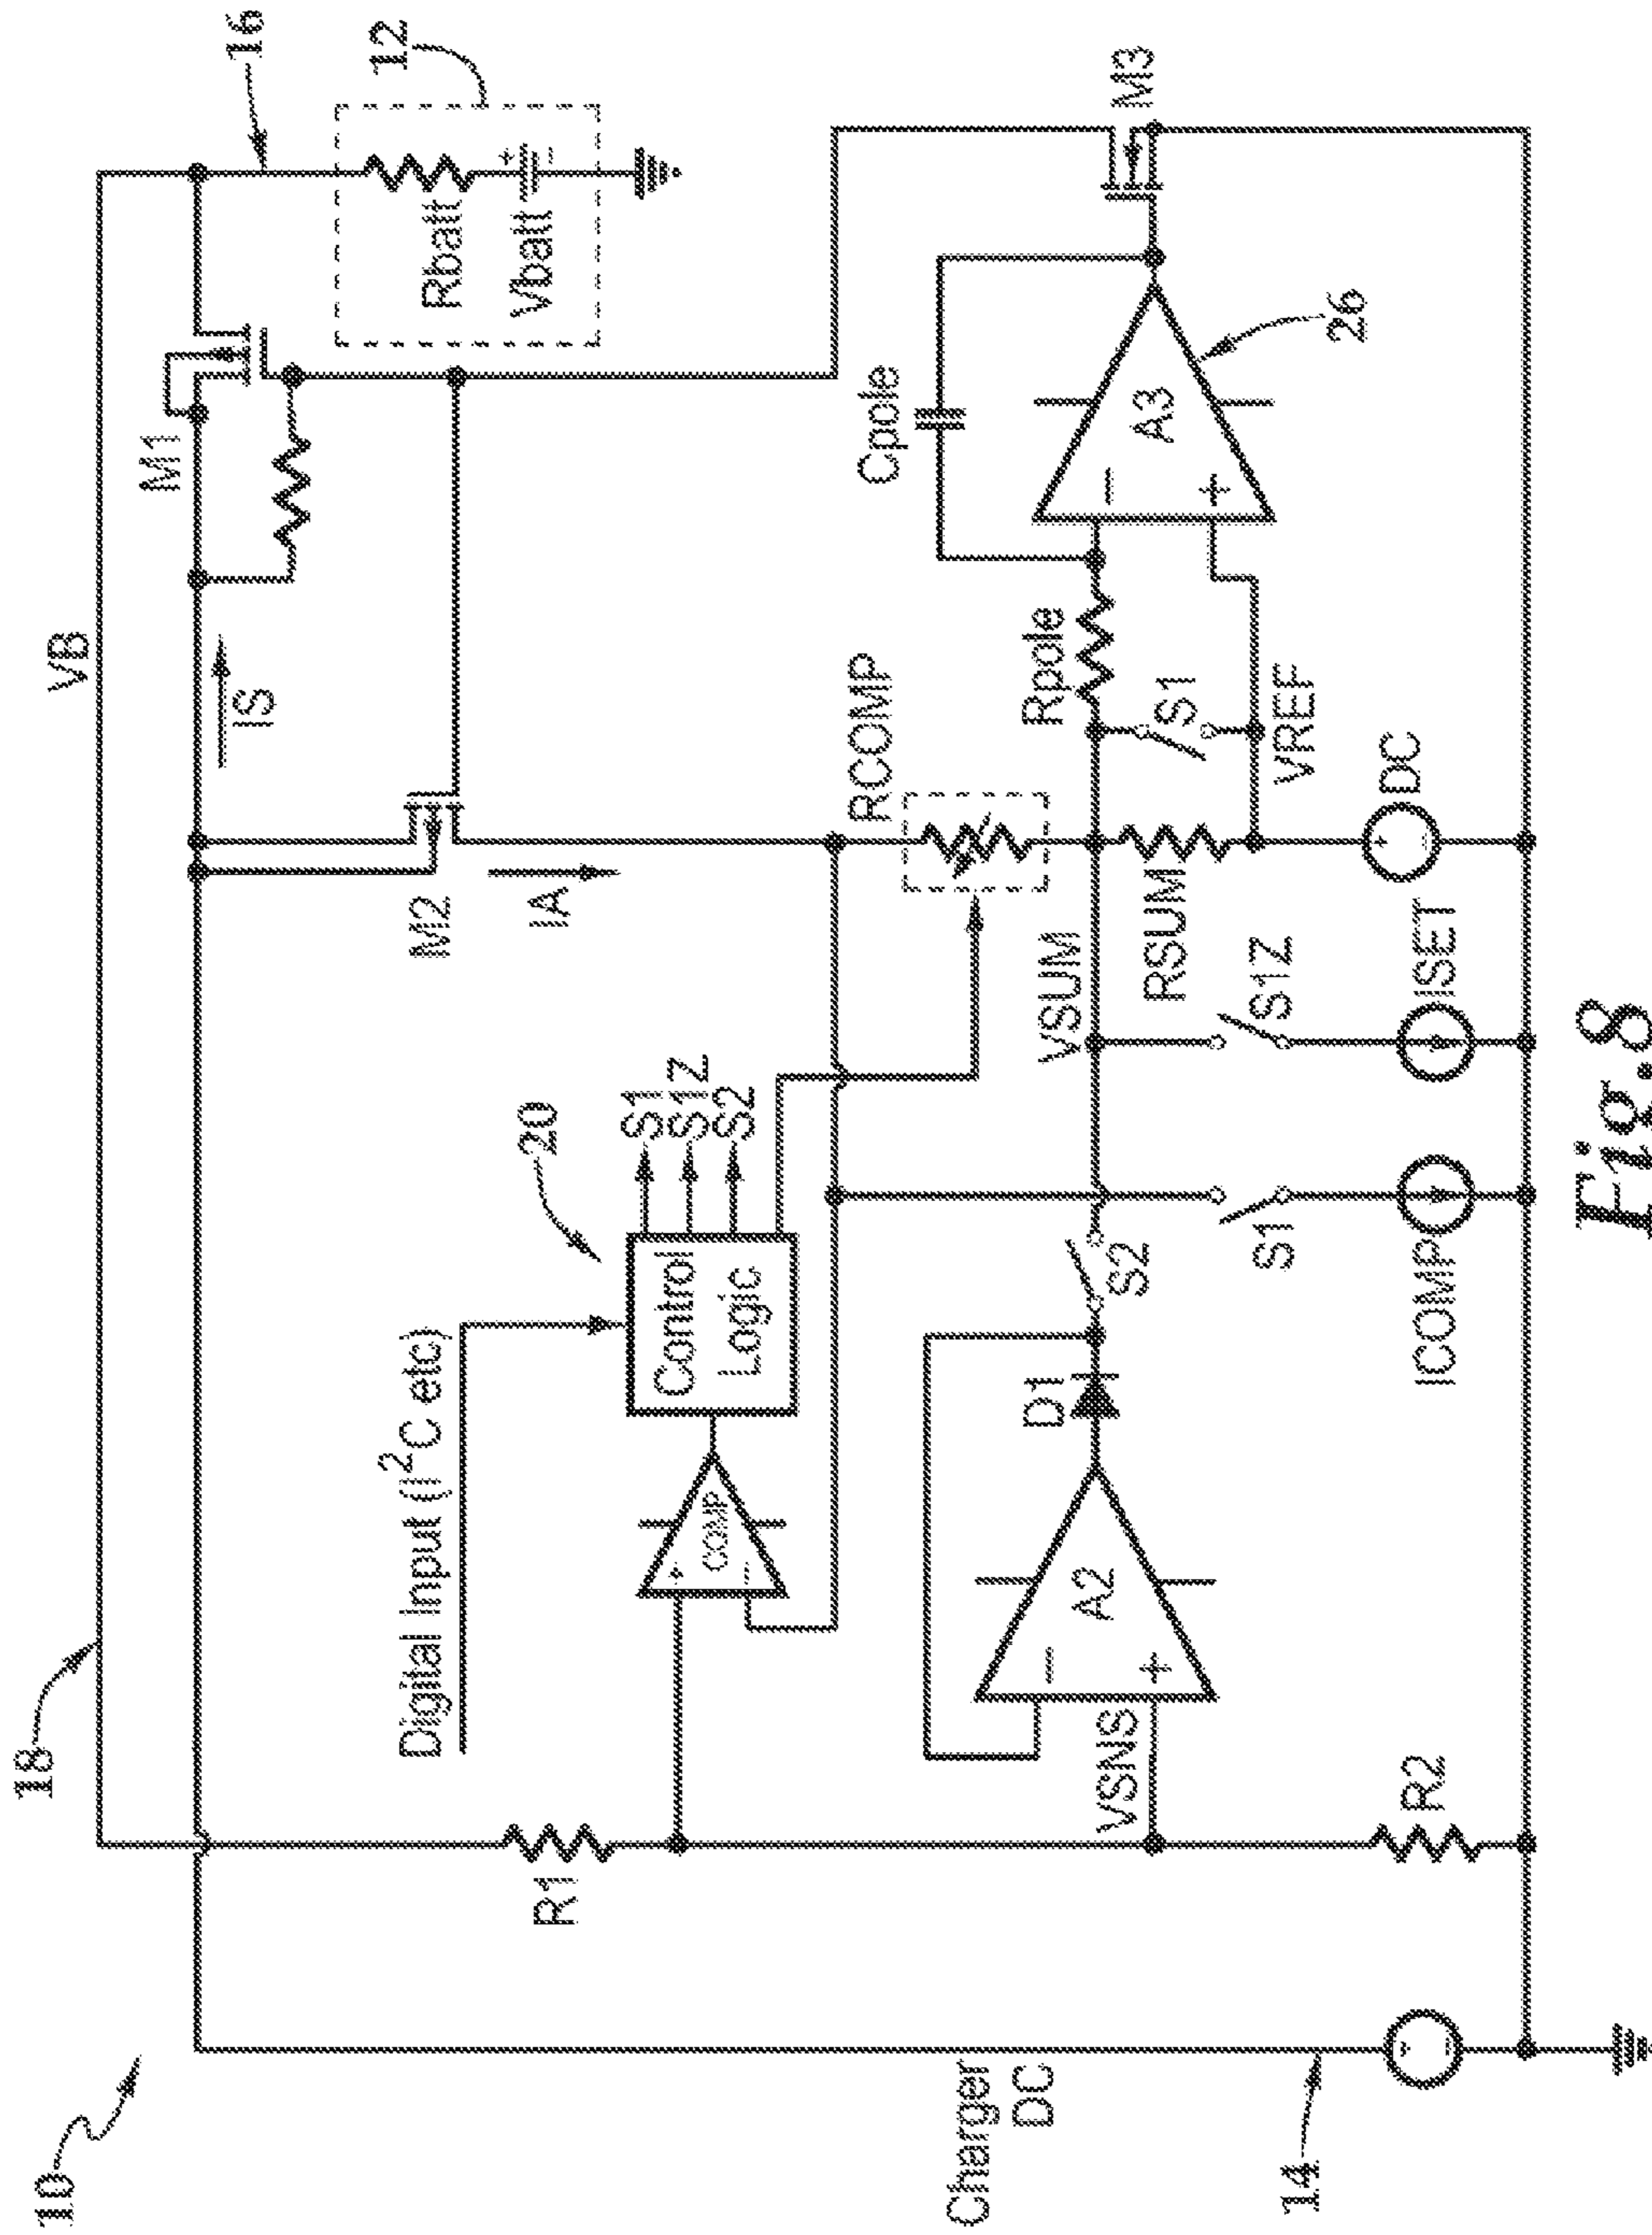 10
18
VB
16
M1
IS
12
Rbatt
Vbatt
+
-
Digital Input (I²C etc)
20
M2
IA
R1
+
-
COMP
Control
Logic
S1
S1Z
S2
RCOMP
Cpole
M3
Charger
DC
VSNS
-
+
A2
D1
S2
VSUM
RSUM
Rpole
S1
-
+
A3
26
S1Z
VREF
14
R2
S1
ICOMP
ISET
+
-
DC
Fig.8